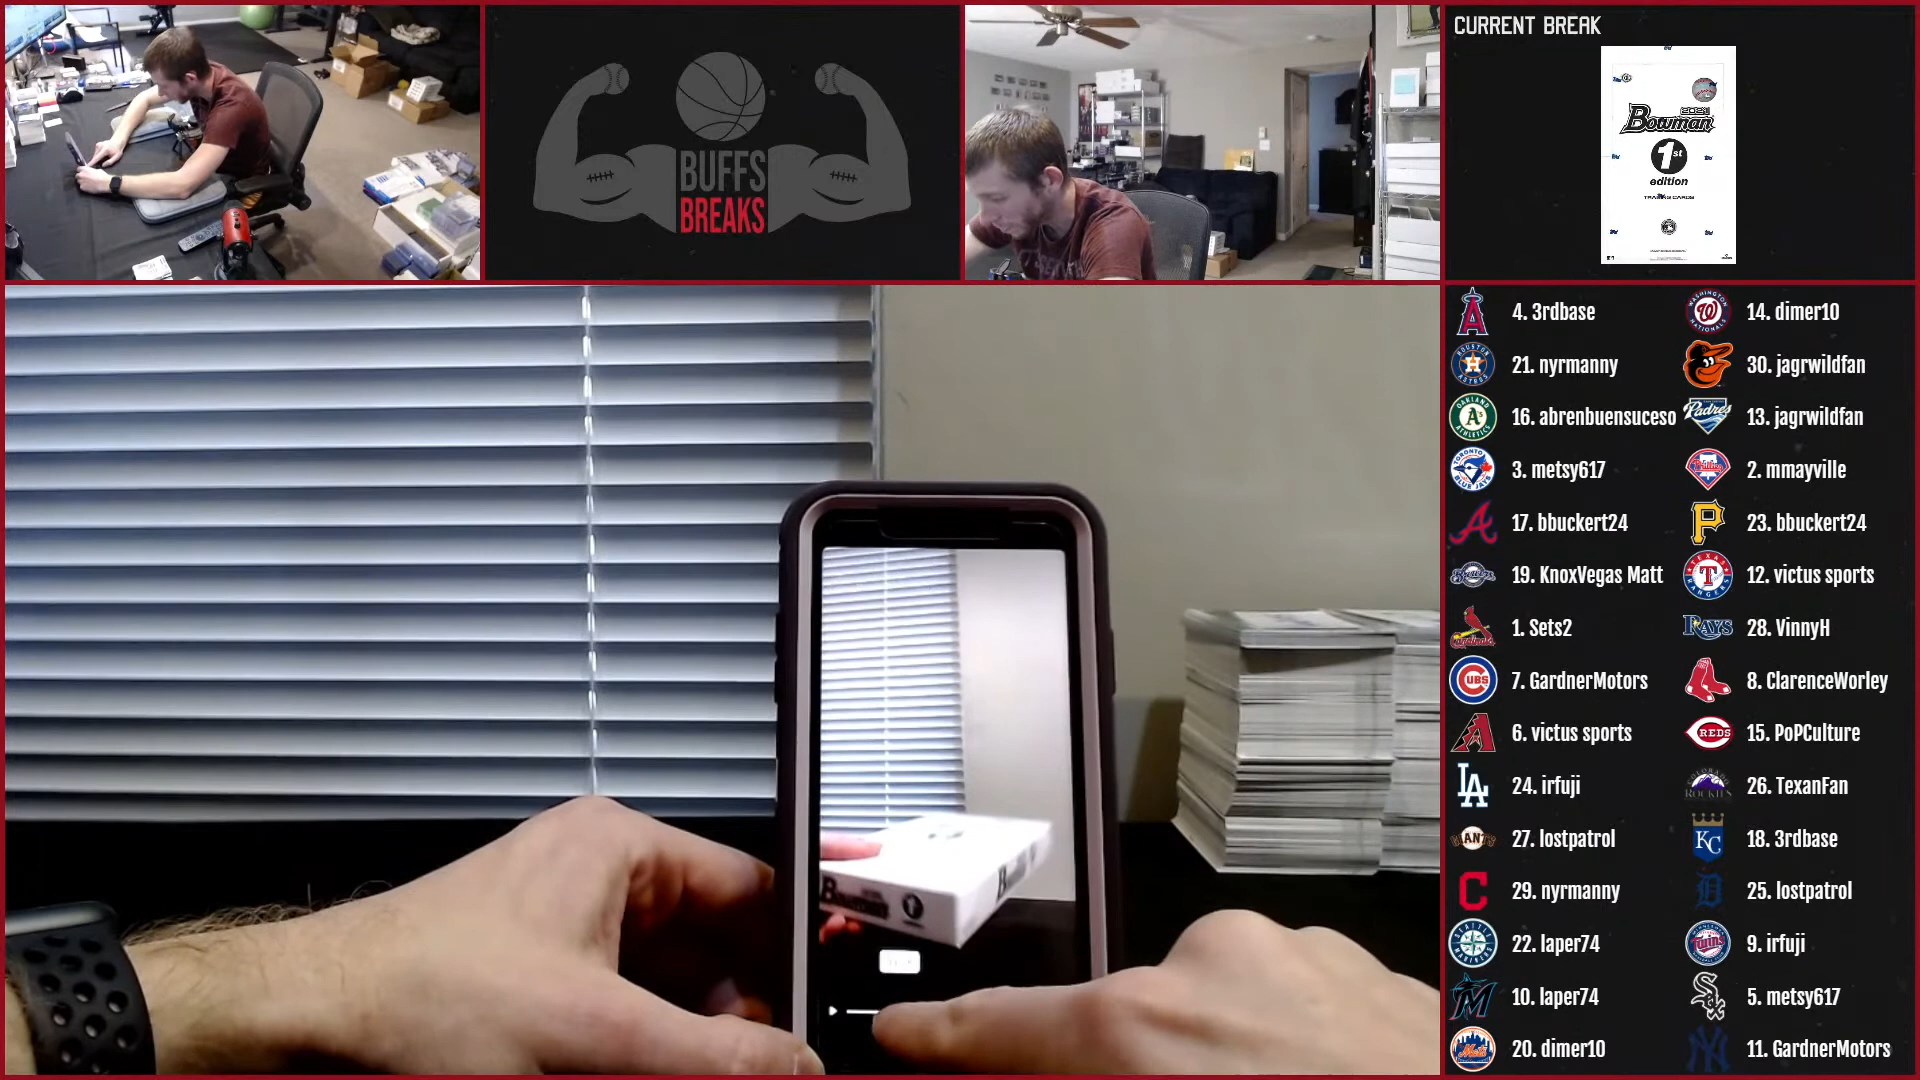 CURRENT BREAK
2021
Bowman
1st
edition
TRADING CARDS
BUFFS
BREAKS
4. 3rdbase
14. dimer10
21. nyrmanny
30. jagrwildfan
16. abrenbuensuceso
13. jagrwildfan
3. metsy617
2. mmayville
17. bbuckert24
23. bbuckert24
19. KnoxVegas Matt
12. victus sports
1. Sets2
28. VinnyH
7. GardnerMotors
8. ClarenceWorley
6. victus sports
15. PoPCulture
24. irfuji
26. TexanFan
27. lostpatrol
18. 3rdbase
29. nyrmanny
25. lostpatrol
22. laper74
9. irfuji
10. laper74
5. metsy617
20. dimer10
11. GardnerMotors